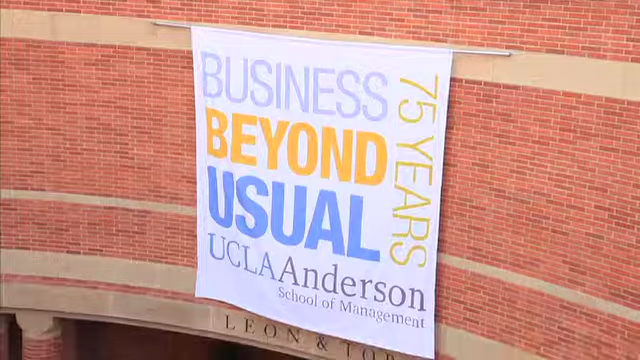 BUSINESS
BEYOND
USUAL
75 YEARS
UCLAAnderson
School of Management
LEON &